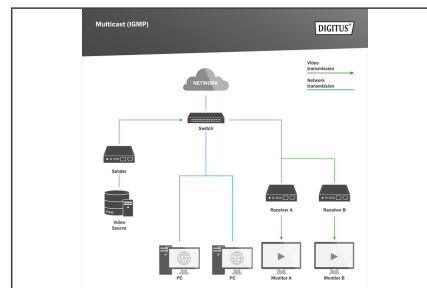 Multicast (IGMP)
DIGITUS®
Video
transmission
Network
transmission
NETWORK
Switch
Sender
Receiver A
Receiver B
Video
Source
PC
PC
Monitor A
Monitor B